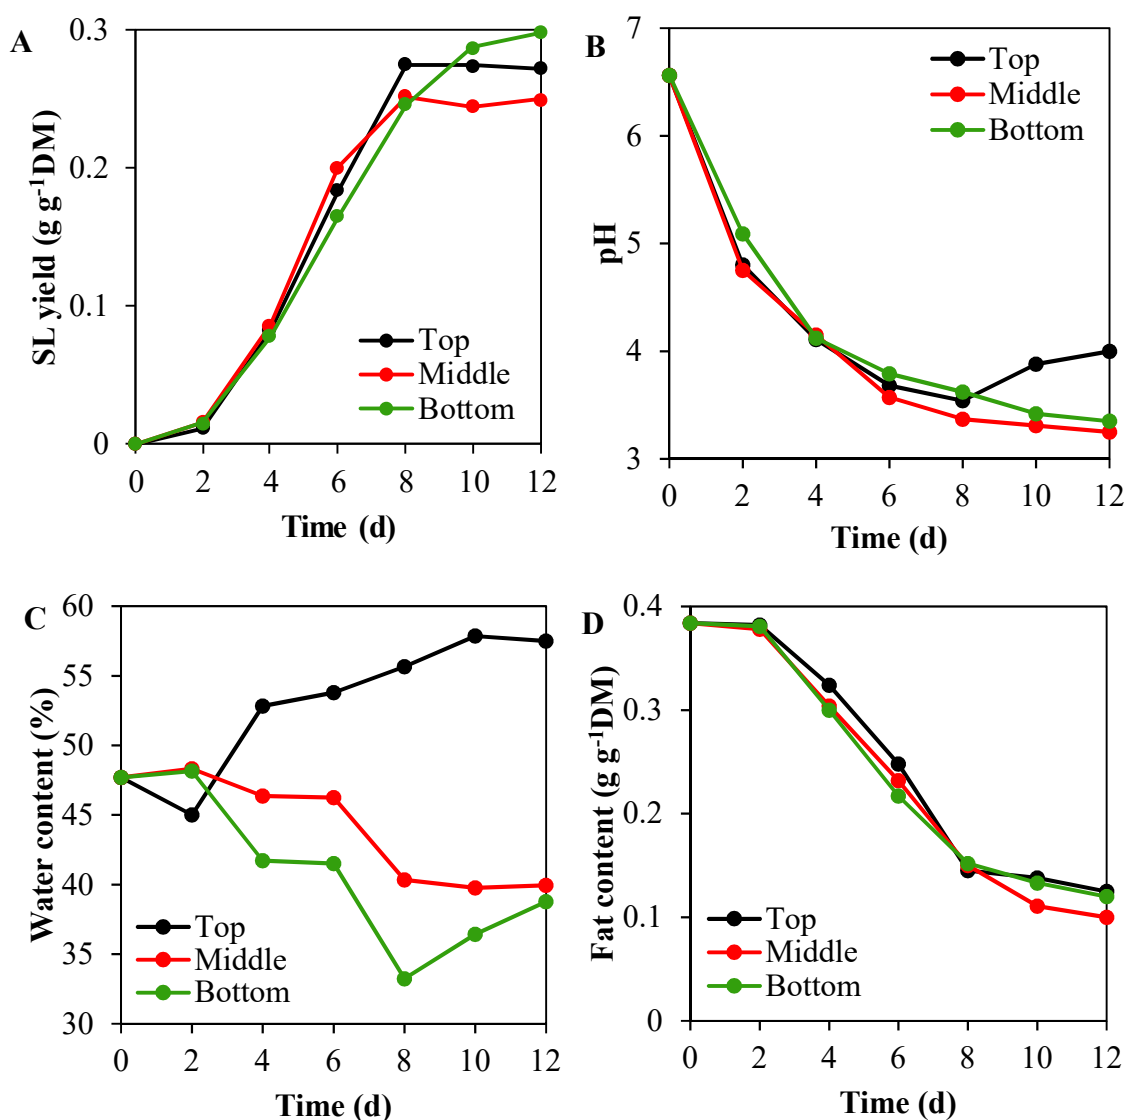 A
SL yield (g g⁻¹DM)
0.3
0.2
0.1
0
Top
Middle
Bottom
0 2 4 6 8 10 12
Time (d)
B
pH
7
6
5
4
3
Top
Middle
Bottom
0 2 4 6 8 10 12
Time (d)
C
Water content (%)
60
55
50
45
40
35
30
Top
Middle
Bottom
0 2 4 6 8 10 12
Time (d)
D
Fat content (g g⁻¹DM)
0.4
0.3
0.2
0.1
0
Top
Middle
Bottom
0 2 4 6 8 10 12
Time (d)